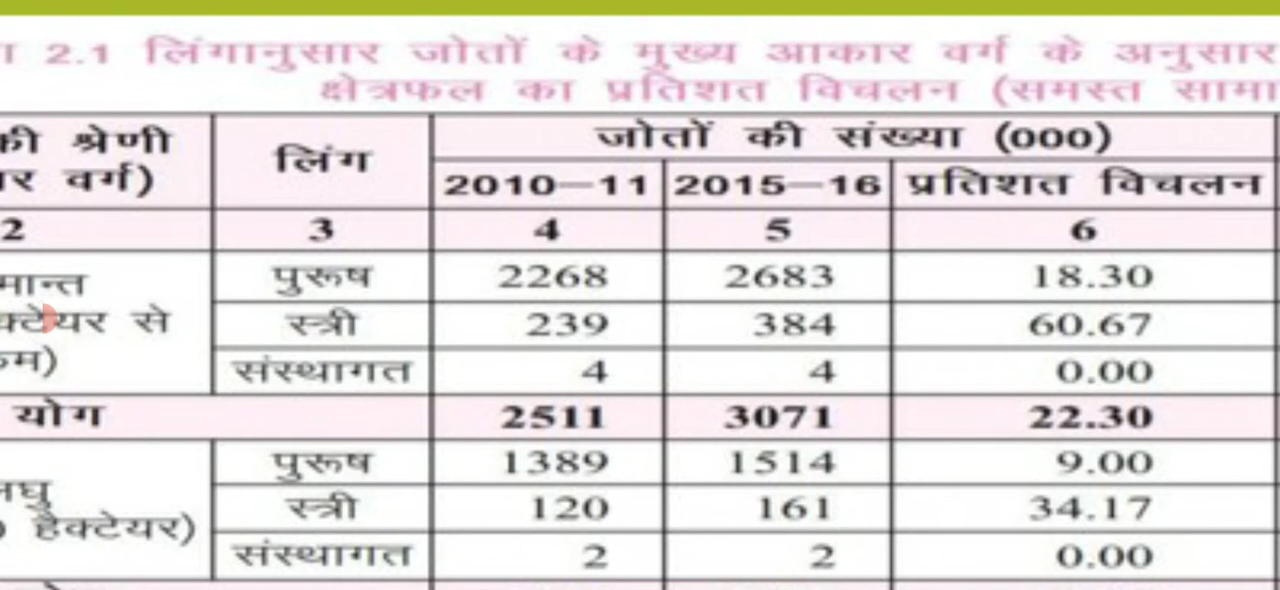 2.1 लिंगानुसार जोतों के मुख्य आकार वर्ग के अनुसार
क्षेत्रफल का प्रतिशत विचलन (समस्त सामा
की श्रेणी
वर्ग)
लिंग
जोतों की संख्या (000)
2010–11 2015–16 प्रतिशत विचलन
2 3 4 5 6
पुरूष 2268 2683 18.30
स्त्री 239 384 60.67
से
संस्थागत 4 4 0.00
योग 2511 3071 22.30
पुरूष 1389 1514 9.00
स्त्री 120 161 34.17
हैक्टेयर)
संस्थागत 2 2 0.00